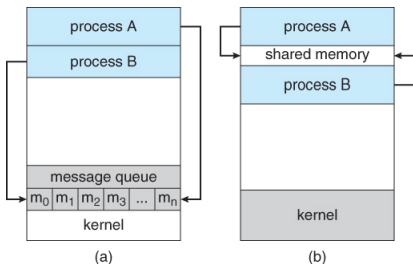 process A
process B
message queue
m0 m1 m2 m3 ... mn
kernel
(a)
process A
shared memory
process B
kernel
(b)